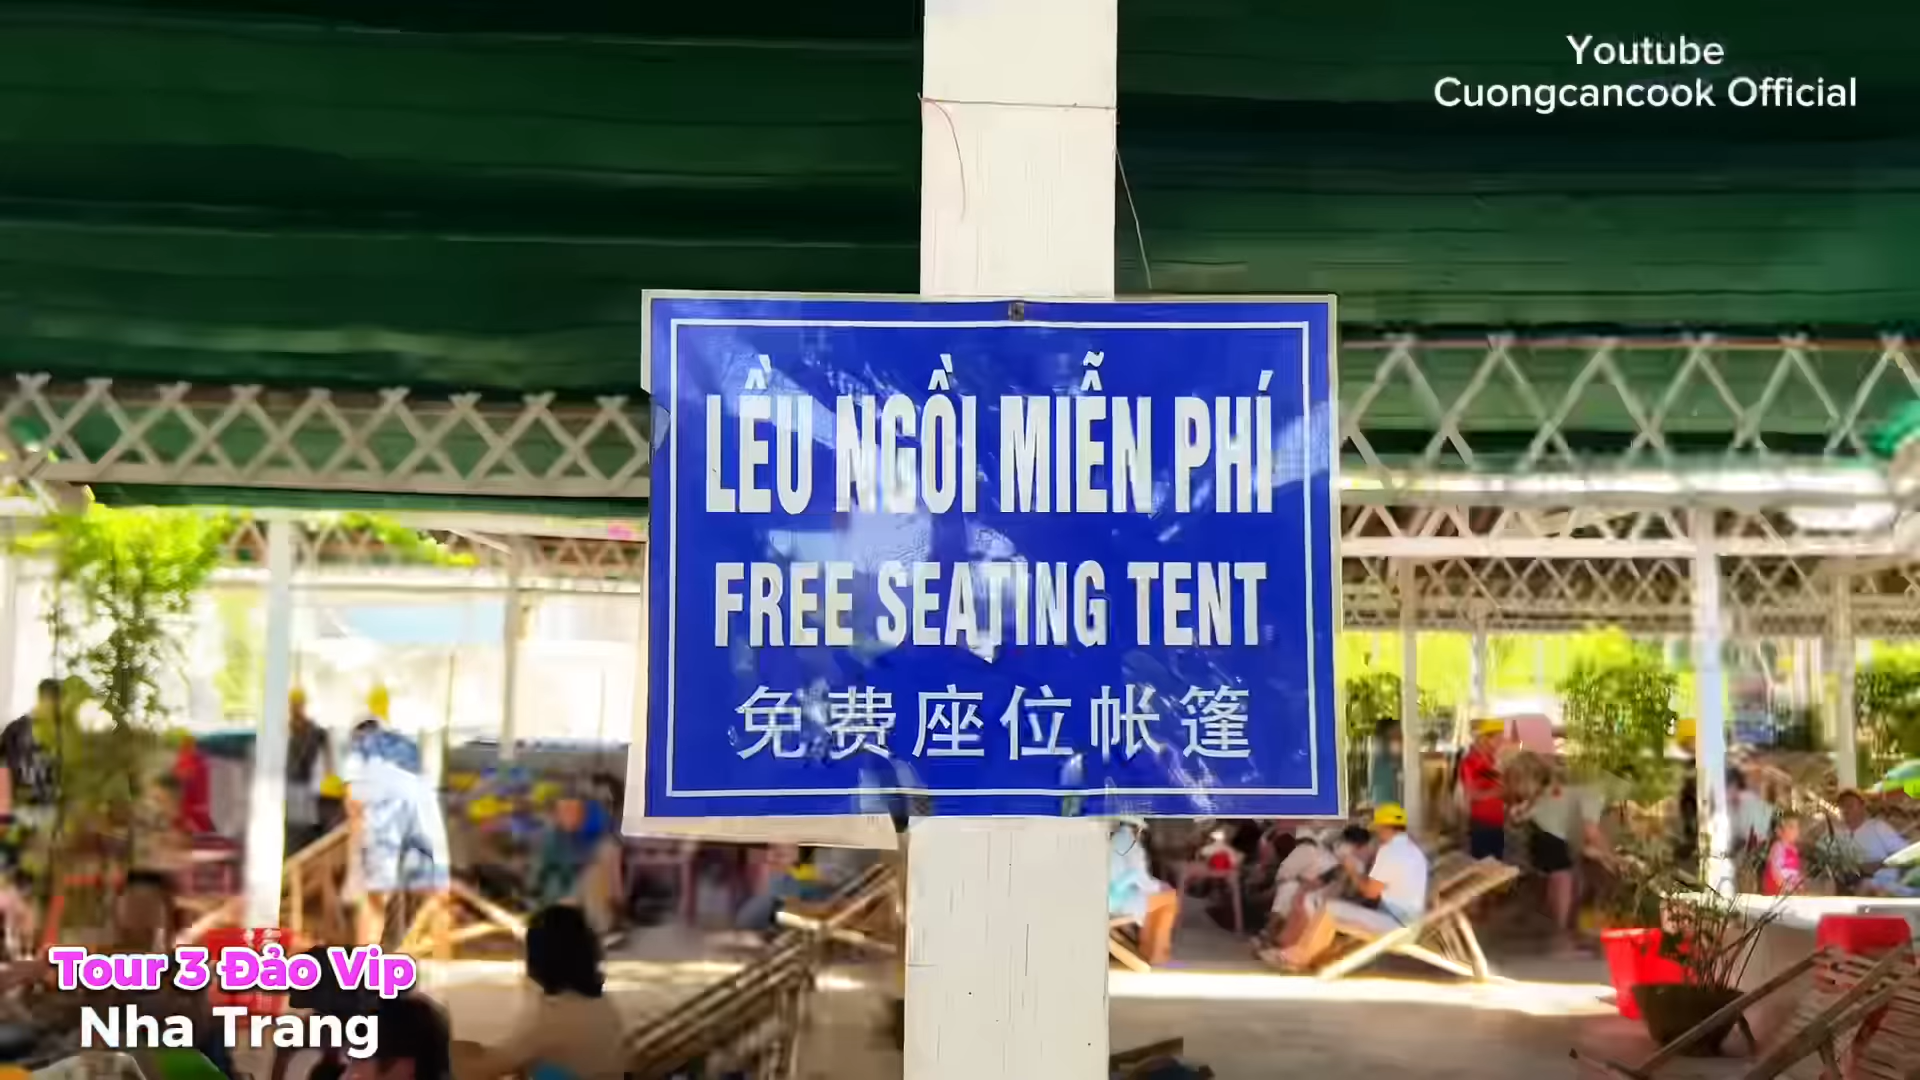 Youtube
Cuongcancook Official
LỀU NGỒI MIỄN PHÍ
FREE SEATING TENT
免费座位帐篷
Tour 3 Đảo Vip
Nha Trang